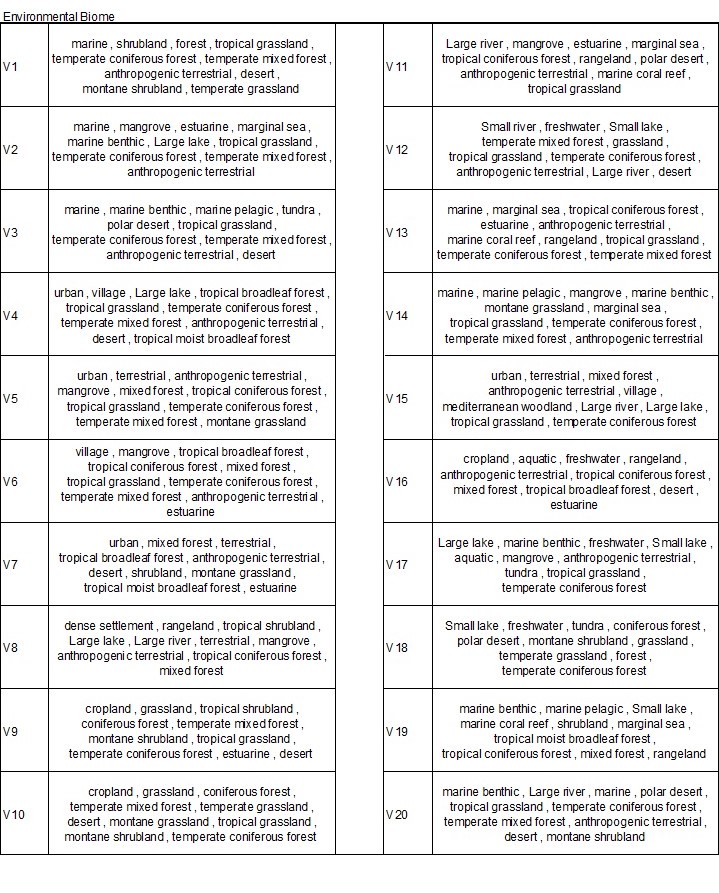 Environmental Biome
V1
marine , shrubland , forest , tropical grassland ,
temperate coniferous forest , temperate mixed forest ,
anthropogenic terrestrial , desert ,
montane shrubland , temperate grassland
V2
marine , mangrove , estuarine , marginal sea ,
marine benthic , Large lake , tropical grassland ,
temperate coniferous forest , temperate mixed forest ,
anthropogenic terrestrial
V3
marine , marine benthic , marine pelagic , tundra ,
polar desert , tropical grassland ,
temperate coniferous forest , temperate mixed forest ,
anthropogenic terrestrial , desert
V4
urban , village , Large lake , tropical broadleaf forest ,
tropical grassland , temperate coniferous forest ,
temperate mixed forest , anthropogenic terrestrial ,
desert , tropical moist broadleaf forest
V5
urban , terrestrial , anthropogenic terrestrial ,
mangrove , mixed forest , tropical coniferous forest ,
tropical grassland , temperate coniferous forest ,
temperate mixed forest , montane grassland
V6
village , mangrove , tropical broadleaf forest ,
tropical coniferous forest , mixed forest ,
tropical grassland , temperate coniferous forest ,
temperate mixed forest , anthropogenic terrestrial ,
estuarine
V7
urban , mixed forest , terrestrial ,
tropical broadleaf forest , anthropogenic terrestrial ,
desert , shrubland , montane grassland ,
tropical moist broadleaf forest , estuarine
V8
dense settlement , rangeland , tropical shrubland ,
Large lake , Large river , terrestrial , mangrove ,
anthropogenic terrestrial , tropical coniferous forest ,
mixed forest
V9
cropland , grassland , tropical shrubland ,
coniferous forest , temperate mixed forest ,
montane shrubland , tropical grassland ,
temperate coniferous forest , estuarine , desert
V10
cropland , grassland , coniferous forest ,
temperate mixed forest , temperate grassland ,
desert , montane grassland , tropical grassland ,
montane shrubland , temperate coniferous forest
V11
Large river , mangrove , estuarine , marginal sea ,
tropical coniferous forest , rangeland , polar desert ,
anthropogenic terrestrial , marine coral reef ,
tropical grassland
V12
Small river , freshwater , Small lake ,
temperate mixed forest , grassland ,
tropical grassland , temperate coniferous forest ,
anthropogenic terrestrial , Large river , desert
V13
marine , marginal sea , tropical coniferous forest ,
estuarine , anthropogenic terrestrial ,
marine coral reef , rangeland , tropical grassland ,
temperate coniferous forest , temperate mixed forest
V14
marine , marine pelagic , mangrove , marine benthic ,
montane grassland , marginal sea ,
tropical grassland , temperate coniferous forest ,
temperate mixed forest , anthropogenic terrestrial
V15
urban , terrestrial , mixed forest ,
anthropogenic terrestrial , village ,
mediterranean woodland , Large river , Large lake ,
tropical grassland , temperate coniferous forest
V16
cropland , aquatic , freshwater , rangeland ,
anthropogenic terrestrial , tropical coniferous forest ,
mixed forest , tropical broadleaf forest , desert ,
estuarine
V17
Large lake , marine benthic , freshwater , Small lake ,
aquatic , mangrove , anthropogenic terrestrial ,
tundra , tropical grassland ,
temperate coniferous forest
V18
Small lake , freshwater , tundra , coniferous forest ,
polar desert , montane shrubland , grassland ,
temperate grassland , forest ,
temperate coniferous forest
V19
marine benthic , marine pelagic , Small lake ,
marine coral reef , shrubland , marginal sea ,
tropical moist broadleaf forest ,
tropical coniferous forest , mixed forest , rangeland
V20
marine benthic , Large river , marine , polar desert ,
tropical grassland , temperate coniferous forest ,
temperate mixed forest , anthropogenic terrestrial ,
desert , montane shrubland